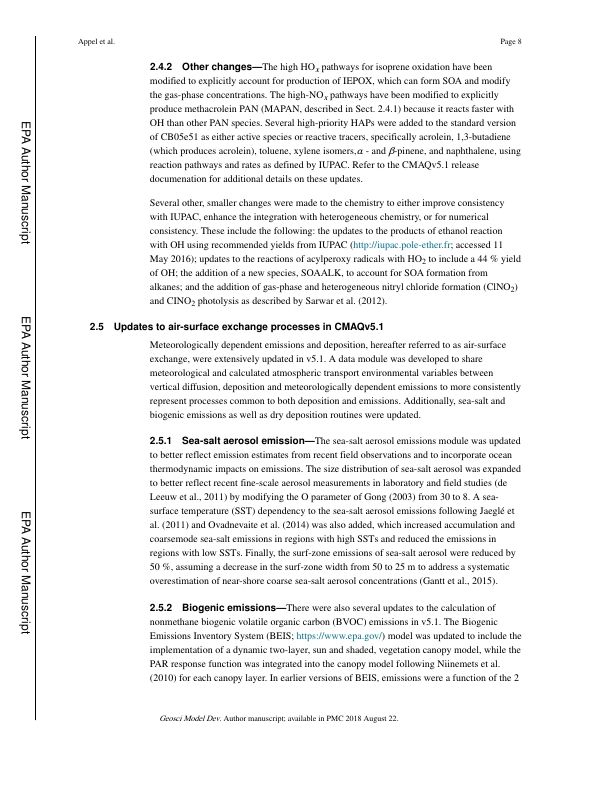 Appel et al.
Page 8
EPA Author Manuscript
EPA Author Manuscript
EPA Author Manuscript
2.4.2 Other changes—The high HOx pathways for isoprene oxidation have been
modified to explicitly account for production of IEPOX, which can form SOA and modify
the gas-phase concentrations. The high-NOx pathways have been modified to explicitly
produce methacrolein PAN (MAPAN, described in Sect. 2.4.1) because it reacts faster with
OH than other PAN species. Several high-priority HAPs were added to the standard version
of CB05e51 as either active species or reactive tracers, specifically acrolein, 1,3-butadiene
(which produces acrolein), toluene, xylene isomers,α - and β-pinene, and naphthalene, using
reaction pathways and rates as defined by IUPAC. Refer to the CMAQv5.1 release
documenation for additional details on these updates.
Several other, smaller changes were made to the chemistry to either improve consistency
with IUPAC, enhance the integration with heterogeneous chemistry, or for numerical
consistency. These include the following: the updates to the products of ethanol reaction
with OH using recommended yields from IUPAC (http://iupac.pole-ether.fr; accessed 11
May 2016); updates to the reactions of acylperoxy radicals with HO2 to include a 44 % yield
of OH; the addition of a new species, SOAALK, to account for SOA formation from
alkanes; and the addition of gas-phase and heterogeneous nitryl chloride formation (ClNO2)
and ClNO2 photolysis as described by Sarwar et al. (2012).
2.5 Updates to air-surface exchange processes in CMAQv5.1
Meteorologically dependent emissions and deposition, hereafter referred to as air-surface
exchange, were extensively updated in v5.1. A data module was developed to share
meteorological and calculated atmospheric transport environmental variables between
vertical diffusion, deposition and meteorologically dependent emissions to more consistently
represent processes common to both deposition and emissions. Additionally, sea-salt and
biogenic emissions as well as dry deposition routines were updated.
2.5.1 Sea-salt aerosol emission—The sea-salt aerosol emissions module was updated
to better reflect emission estimates from recent field observations and to incorporate ocean
thermodynamic impacts on emissions. The size distribution of sea-salt aerosol was expanded
to better reflect recent fine-scale aerosol measurements in laboratory and field studies (de
Leeuw et al., 2011) by modifying the O parameter of Gong (2003) from 30 to 8. A sea-
surface temperature (SST) dependency to the sea-salt aerosol emissions following Jaeglé et
al. (2011) and Ovadnevaite et al. (2014) was also added, which increased accumulation and
coarsemode sea-salt emissions in regions with high SSTs and reduced the emissions in
regions with low SSTs. Finally, the surf-zone emissions of sea-salt aerosol were reduced by
50 %, assuming a decrease in the surf-zone width from 50 to 25 m to address a systematic
overestimation of near-shore coarse sea-salt aerosol concentrations (Gantt et al., 2015).
2.5.2 Biogenic emissions—There were also several updates to the calculation of
nonmethane biogenic volatile organic carbon (BVOC) emissions in v5.1. The Biogenic
Emissions Inventory System (BEIS; https://www.epa.gov/) model was updated to include the
implementation of a dynamic two-layer, sun and shaded, vegetation canopy model, while the
PAR response function was integrated into the canopy model following Niinemets et al.
(2010) for each canopy layer. In earlier versions of BEIS, emissions were a function of the 2
Geosci Model Dev. Author manuscript; available in PMC 2018 August 22.